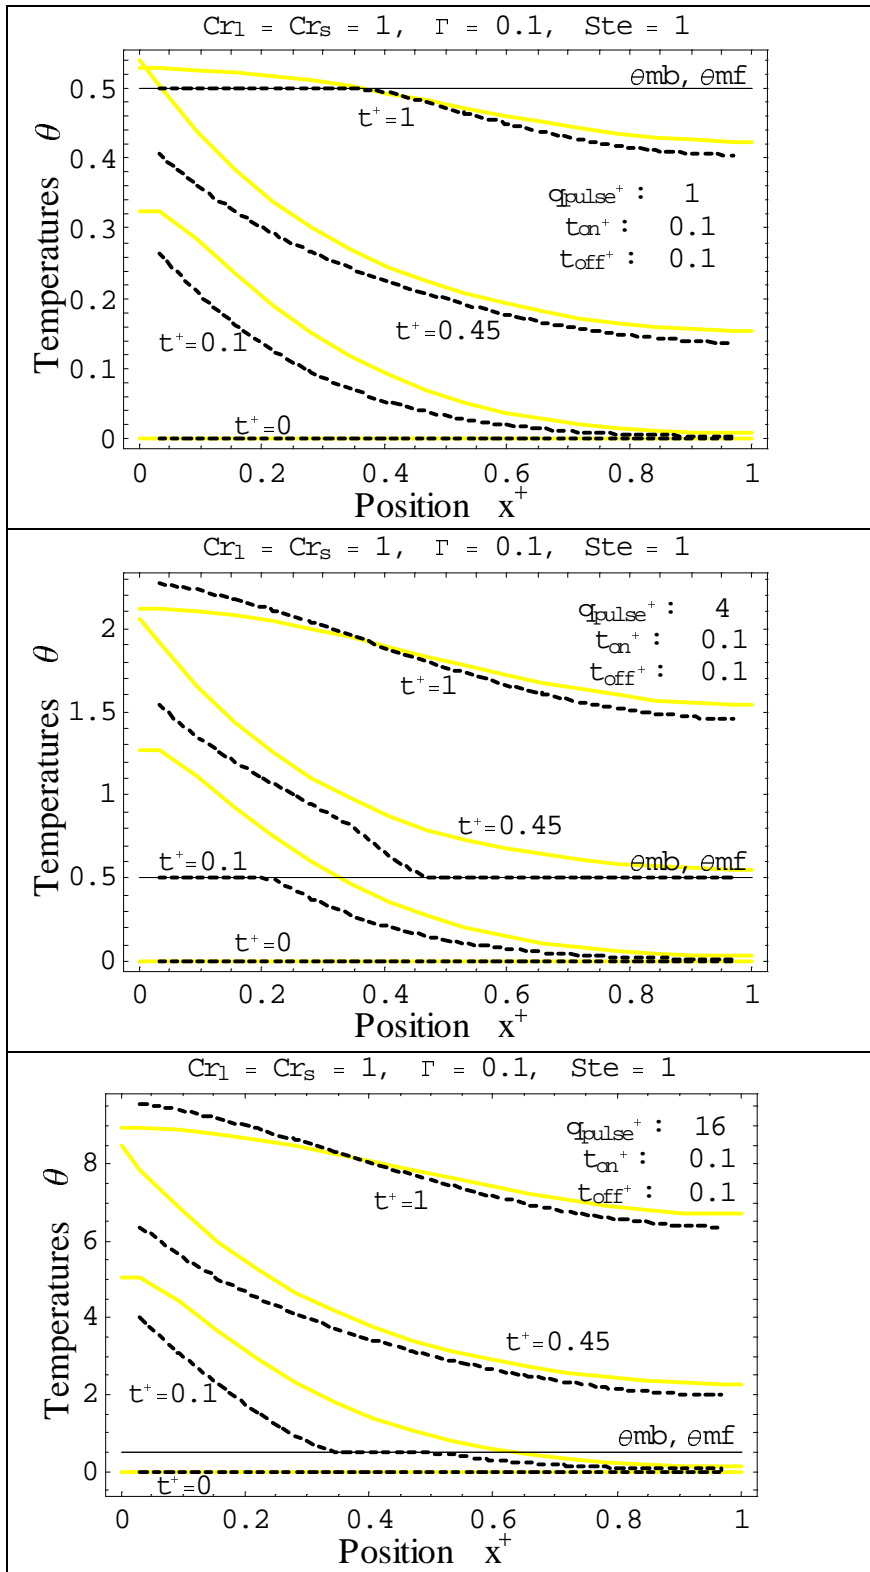 Cr_l = Cr_s = 1, Γ = 0.1, Ste = 1
θmb, θmf
0.5
t⁺=1
0.4
q_pulse⁺ : 1
t_on⁺ : 0.1
t_off⁺ : 0.1
0.3
Temperatures θ
0.2
t⁺=0.1
t⁺=0.45
0.1
t⁺=0
0
0 0.2 0.4 0.6 0.8 1
Position x⁺
Cr_l = Cr_s = 1, Γ = 0.1, Ste = 1
q_pulse⁺ : 4
t_on⁺ : 0.1
t_off⁺ : 0.1
2
t⁺=1
1.5
Temperatures θ
1
t⁺=0.45
t⁺=0.1
θmb, θmf
0.5
t⁺=0
0
0 0.2 0.4 0.6 0.8 1
Position x⁺
Cr_l = Cr_s = 1, Γ = 0.1, Ste = 1
q_pulse⁺ : 16
t_on⁺ : 0.1
t_off⁺ : 0.1
8
t⁺=1
6
Temperatures θ
4
t⁺=0.45
t⁺=0.1
2
θmb, θmf
0
t⁺=0
0 0.2 0.4 0.6 0.8 1
Position x⁺